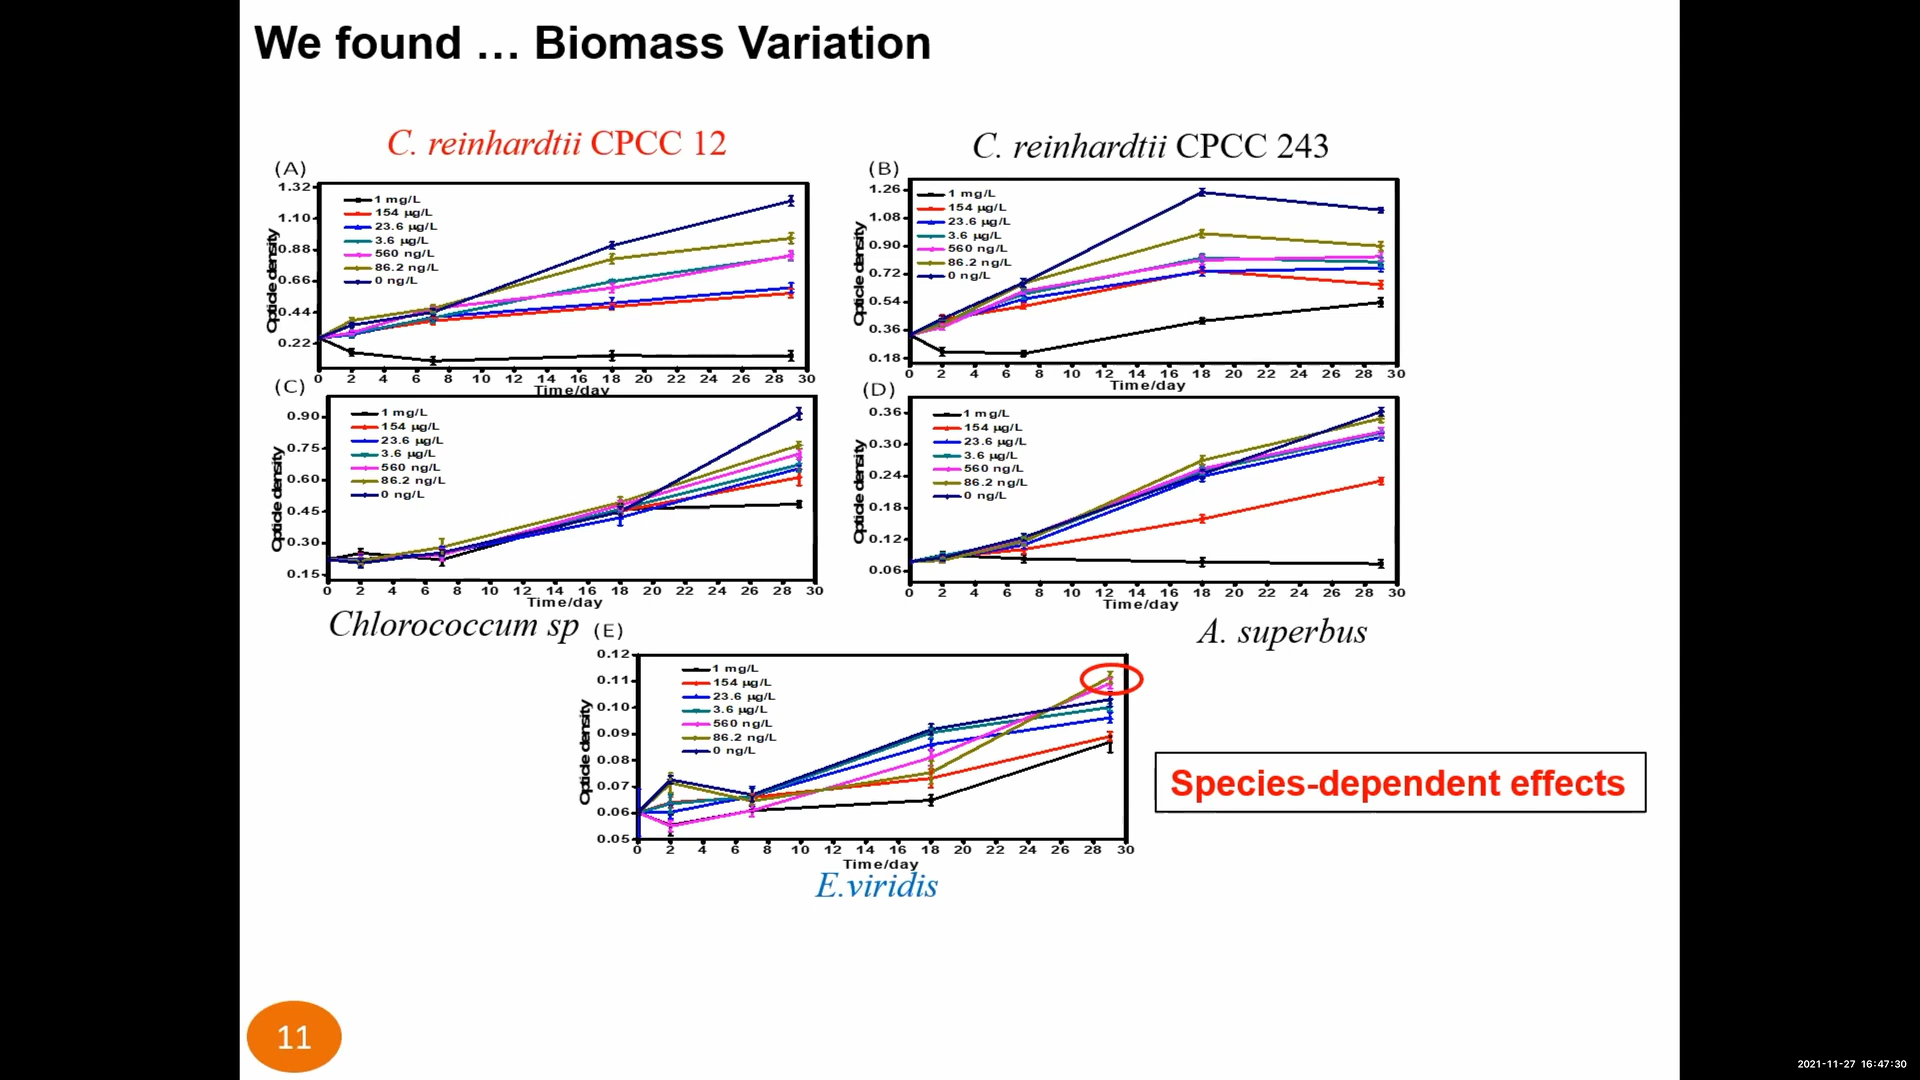 We found … Biomass Variation
C. reinhardtii CPCC 12
C. reinhardtii CPCC 243
(A)
1.32
1.10
0.88
0.66
0.44
0.22
Opticle density
1 mg/L
154 µg/L
23.6 µg/L
3.6 µg/L
560 ng/L
86.2 ng/L
0 ng/L
0 2 4 6 8 10 12 14 16 18 20 22 24 26 28 30
Time/day
(B)
1.26
1.08
0.90
0.72
0.54
0.36
0.18
Opticle density
1 mg/L
154 µg/L
23.6 µg/L
3.6 µg/L
560 ng/L
86.2 ng/L
0 ng/L
0 2 4 6 8 10 12 14 16 18 20 22 24 26 28 30
Time/day
(C)
0.90
0.75
0.60
0.45
0.30
0.15
Opticle density
1 mg/L
154 µg/L
23.6 µg/L
3.6 µg/L
560 ng/L
86.2 ng/L
0 ng/L
0 2 4 6 8 10 12 14 16 18 20 22 24 26 28 30
Time/day
Chlorococcum sp
(D)
0.36
0.30
0.24
0.18
0.12
0.06
Opticle density
1 mg/L
154 µg/L
23.6 µg/L
3.6 µg/L
560 ng/L
86.2 ng/L
0 ng/L
0 2 4 6 8 10 12 14 16 18 20 22 24 26 28 30
Time/day
A. superbus
(E)
0.12
0.11
0.10
0.09
0.08
0.07
0.06
0.05
Opticle density
1 mg/L
154 µg/L
23.6 µg/L
3.6 µg/L
560 ng/L
86.2 ng/L
0 ng/L
0 2 4 6 8 10 12 14 16 18 20 22 24 26 28 30
Time/day
E.viridis
Species-dependent effects
11
2021-11-27 16:47:30